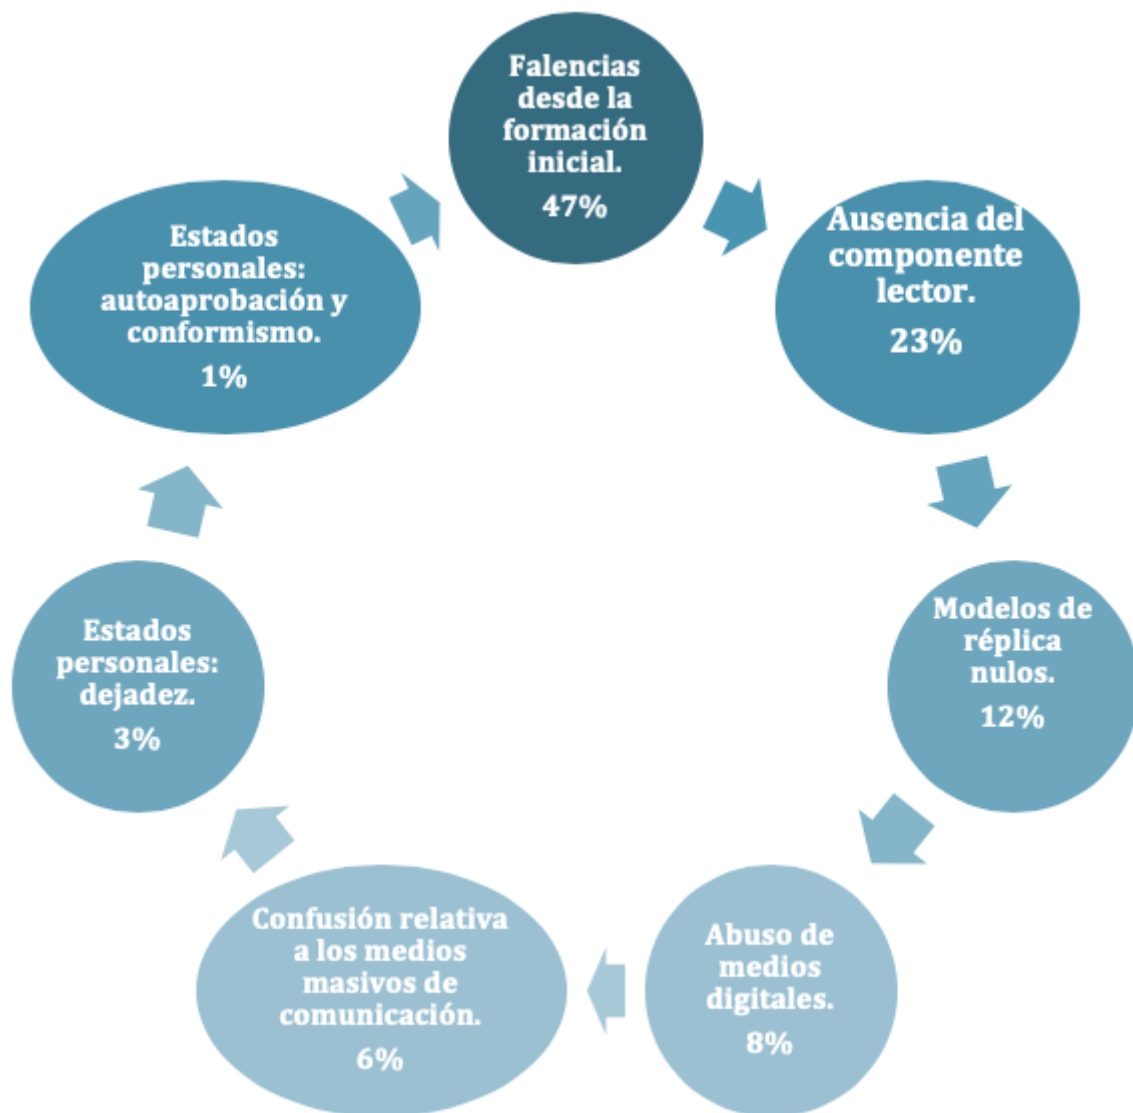 Falencias
desde la
formación
inicial.
47%
Ausencia del
componente
lector.
23%
Modelos de
réplica
nulos.
12%
Abuso de
medios
digitales.
8%
Confusión relativa
a los medios
masivos de
comunicación.
6%
Estados
personales:
dejadez.
3%
Estados
personales:
autoaprobación y
conformismo.
1%